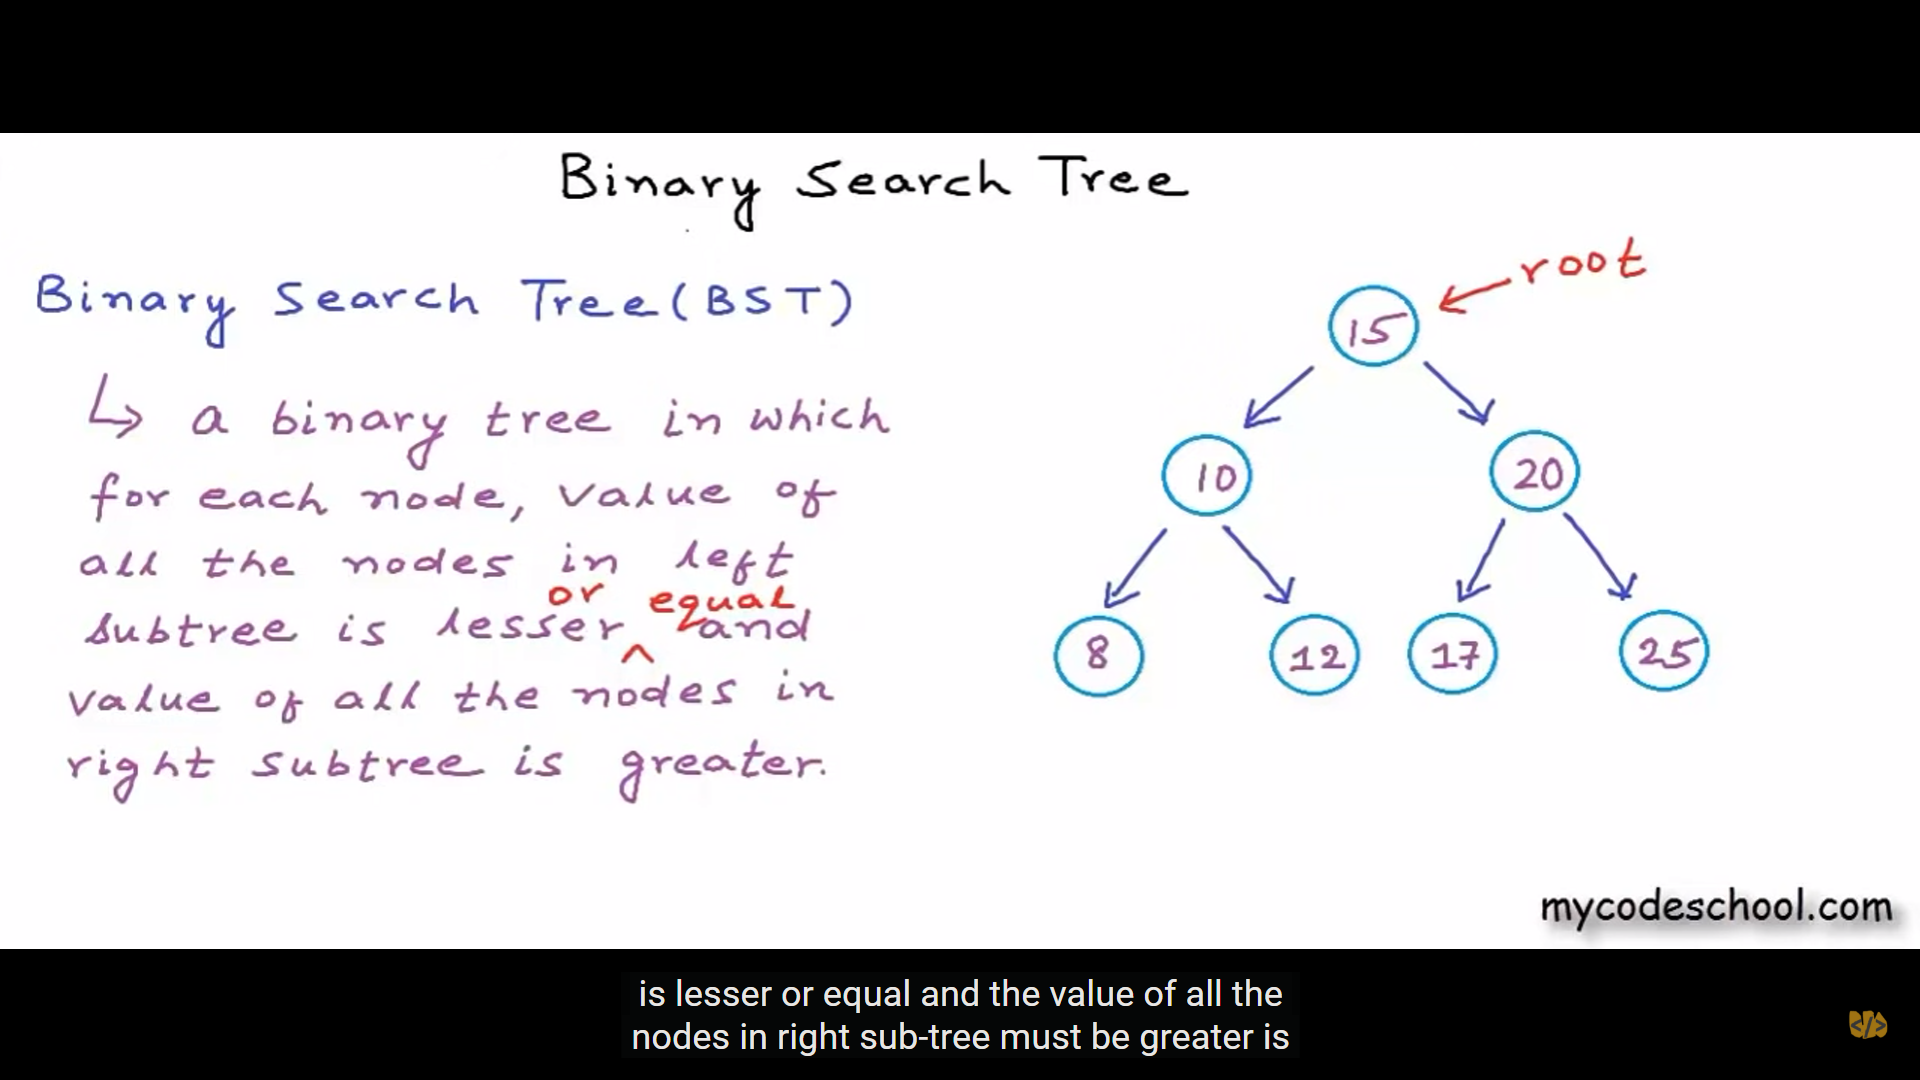 Binary Search Tree
Binary Search Tree (BST)
↳ a binary tree in which
for each node, value of
all the nodes in left
or equal
subtree is lesser ^ and
value of all the nodes in
right subtree is greater.
root
15
10 20
8 12 17 25
mycodeschool.com
is lesser or equal and the value of all the
nodes in right sub-tree must be greater is